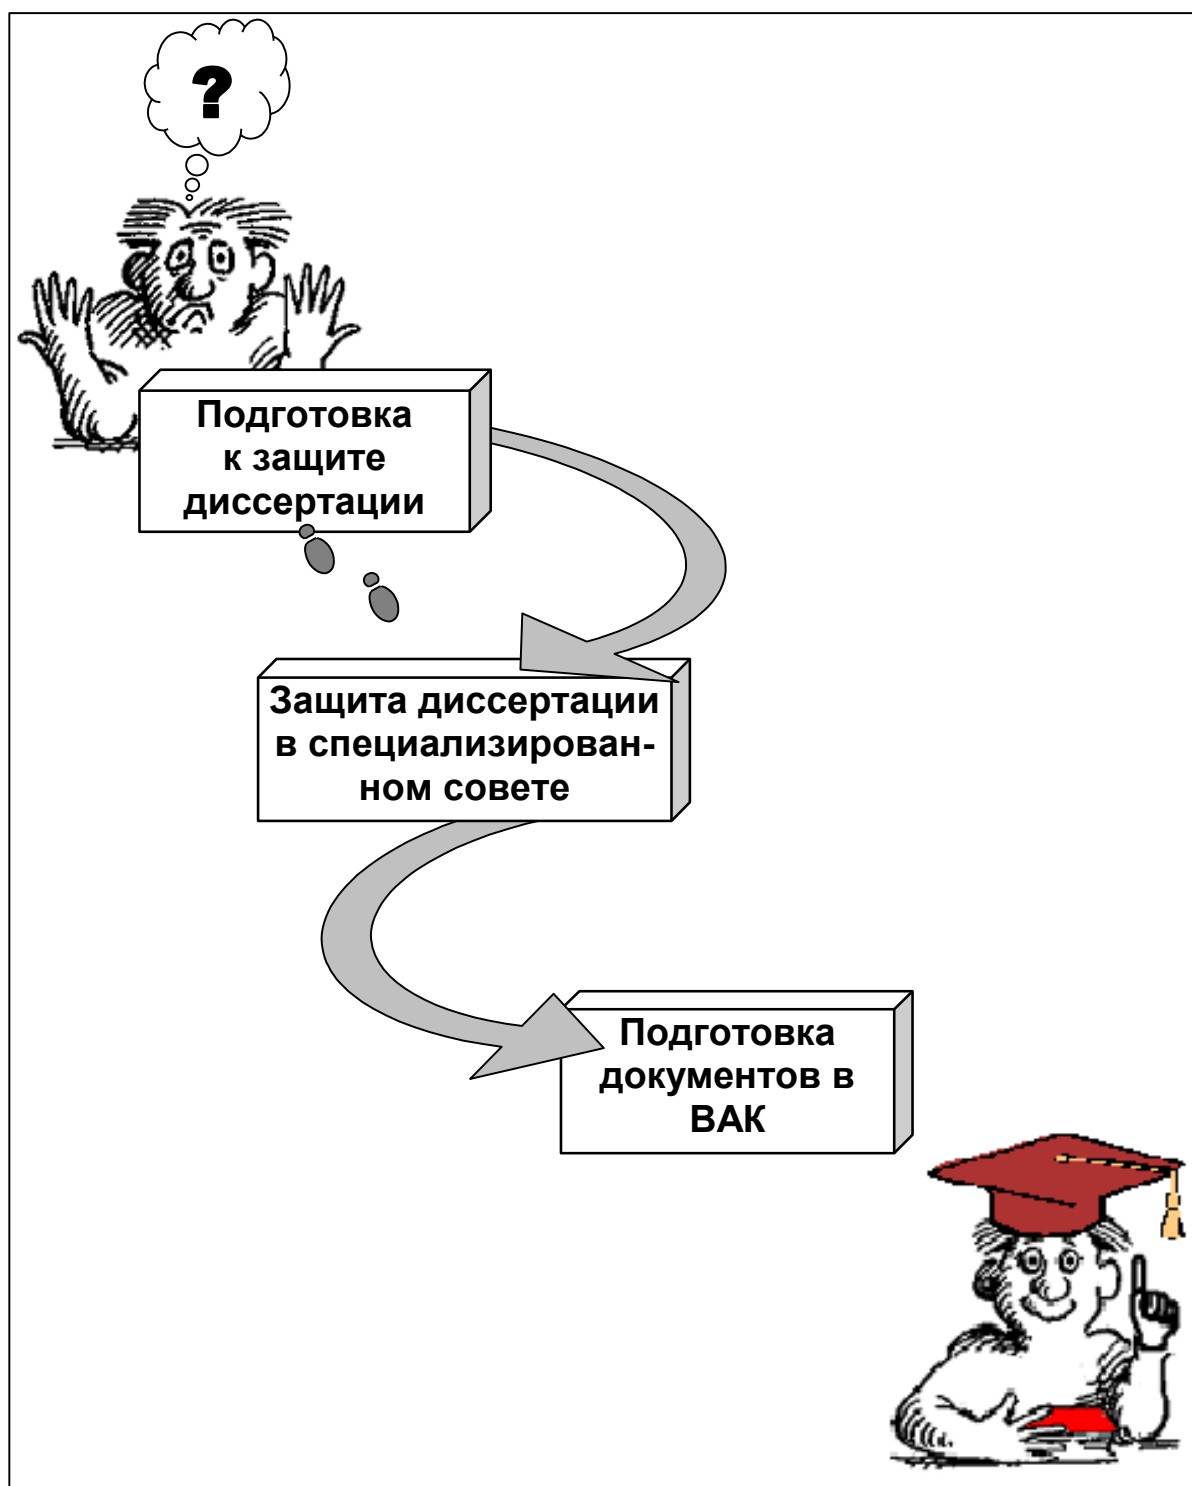 ?
Подготовка
к защите
диссертации
Защита диссертации
в специализирован-
ном совете
Подготовка
документов в
ВАК